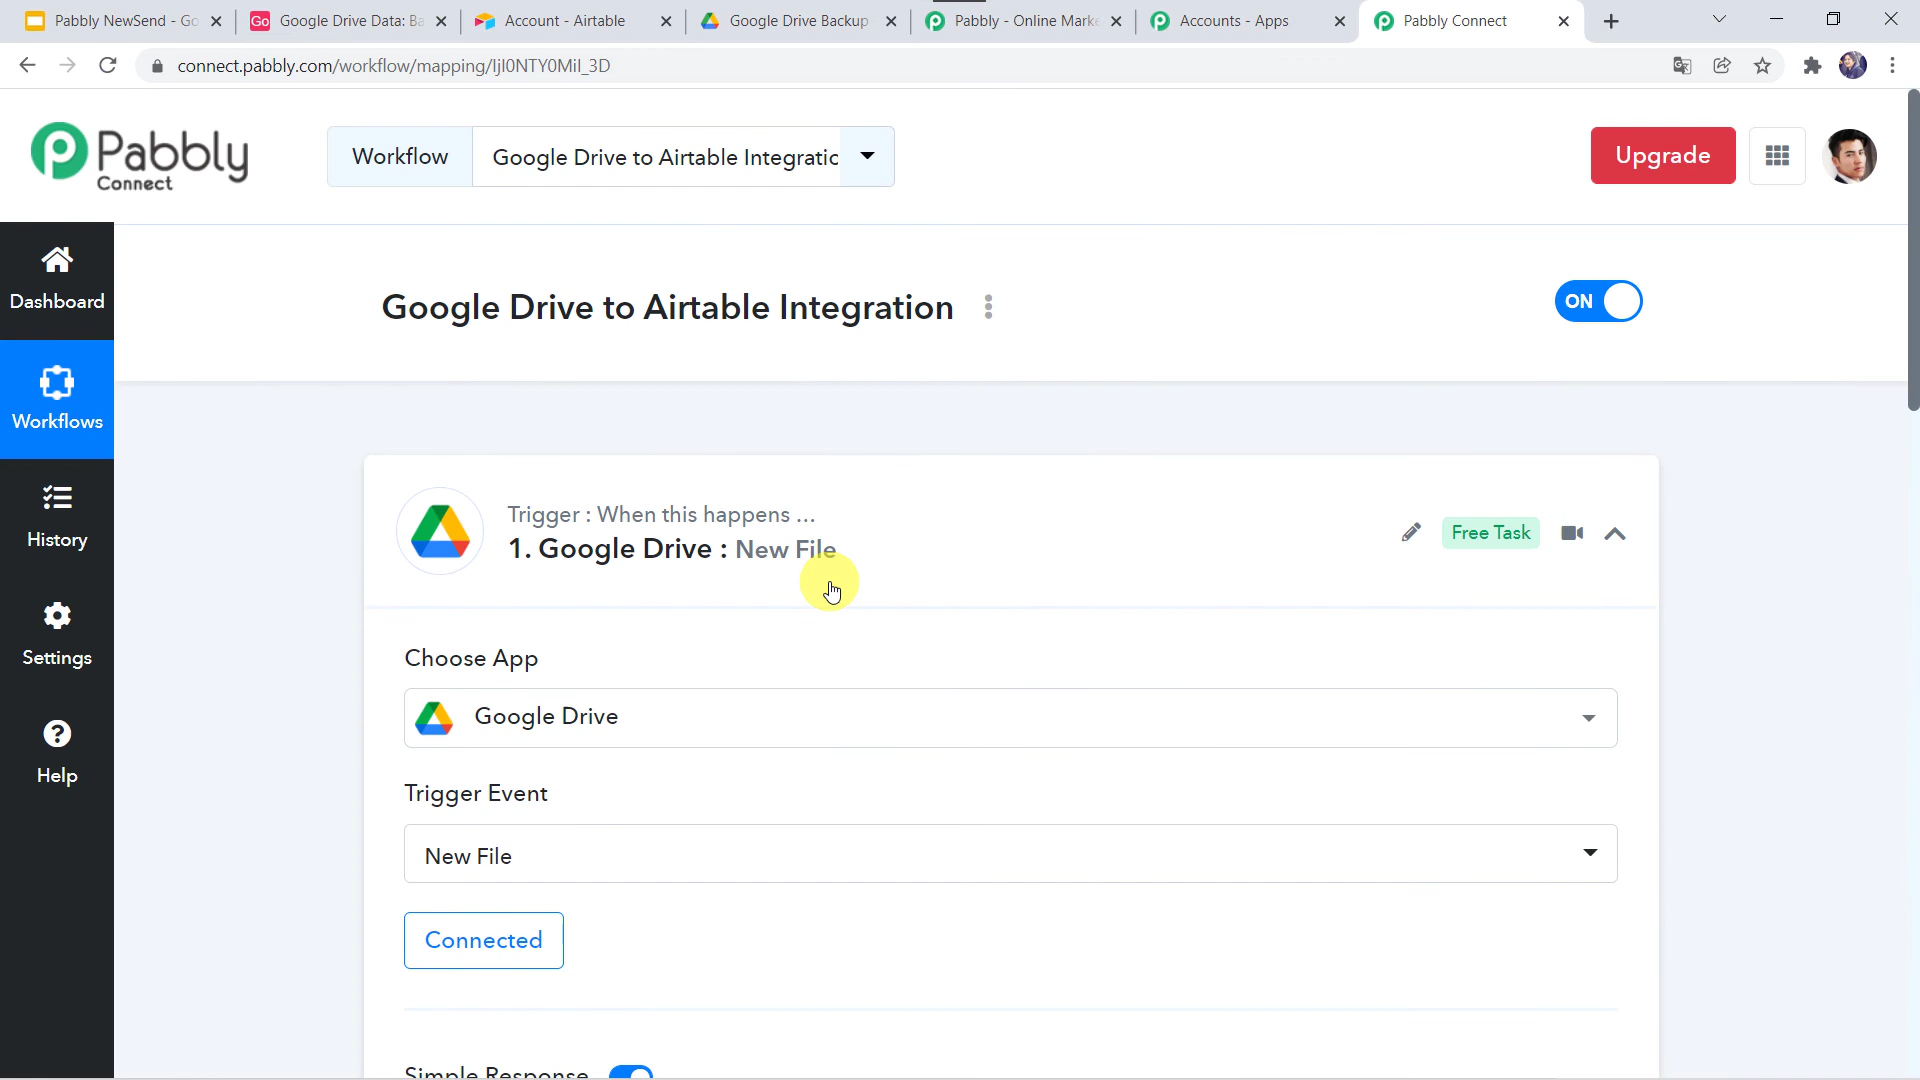 Pabbly NewSend - Go
Google Drive Data: Ba
Account - Airtable
Google Drive Backup
Pabbly - Online Marke
Accounts - Apps
Pabbly Connect
connect.pabbly.com/workflow/mapping/IjI0NTY0MiI_3D
Pabbly
Connect
Workflow
Google Drive to Airtable Integratic
Upgrade
Dashboard
Google Drive to Airtable Integration
ON
Workflows
History
Settings
Help
Trigger : When this happens ...
1. Google Drive : New File
Free Task
Choose App
Google Drive
Trigger Event
New File
Connected
Simple Response